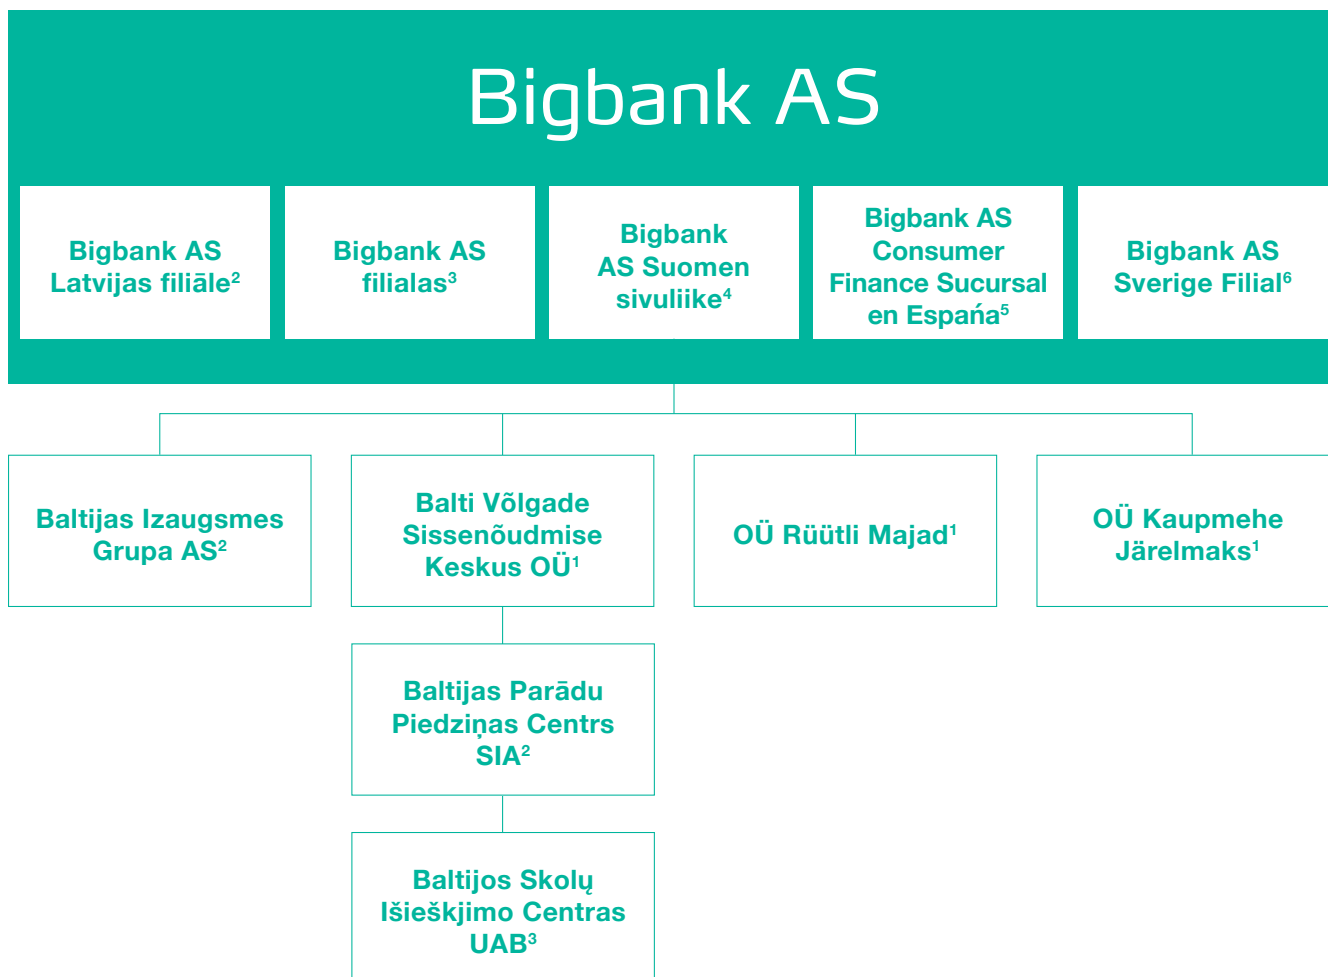 Bigbank AS
Bigbank AS
Latvijas filiāle²
Bigbank AS
filialas³
Bigbank
AS Suomen
sivuliike⁴
Bigbank AS
Consumer
Finance Sucursal
en Espańa⁵
Bigbank AS
Sverige Filial⁶
Baltijas Izaugsmes
Grupa AS²
Balti Võlgade
Sissenõudmise
Keskus OÜ¹
OÜ Rüütli Majad¹
OÜ Kaupmehe
Järelmaks¹
Baltijas Parādu
Piedziņas Centrs
SIA²
Baltijos Skolų
Išieškjimo Centras
UAB³